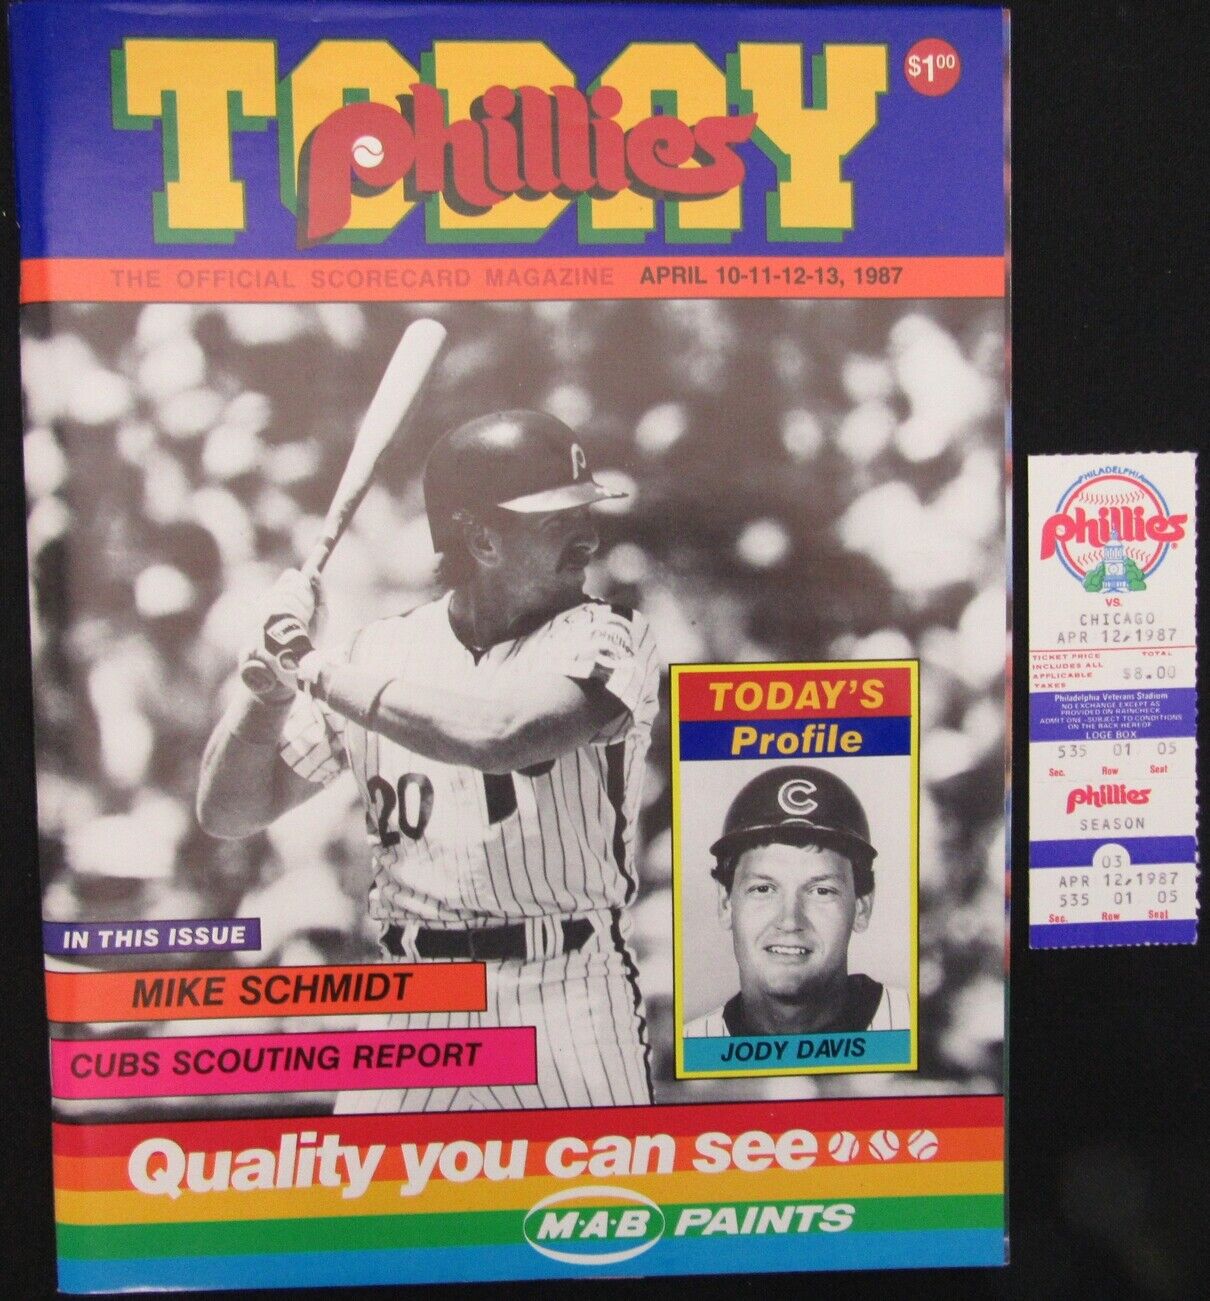 TODAY
Phillies
$1.00
THE OFFICIAL SCORECARD MAGAZINE APRIL 10-11-12-13, 1987
P
Phillies
20
TODAY'S
Profile
C
JODY DAVIS
IN THIS ISSUE
MIKE SCHMIDT
CUBS SCOUTING REPORT
Quality you can see
M·A·B PAINTS
PHILADELPHIA
Phillies
VS.
CHICAGO
APR 12,1987
TICKET PRICE TOTAL
INCLUDES ALL
APPLICABLE $8.00
TAXES
Philadelphia Veterans Stadium
NO EXCHANGE EXCEPT AS
PROVIDED ON RAINCHECK
ADMIT ONE - SUBJECT TO CONDITIONS
ON THE BACK HEREOF
LOGE BOX
535 01 05
Sec. Row Seat
Phillies
SEASON
03
APR 12,1987
535 01 05
Sec. Row Seat